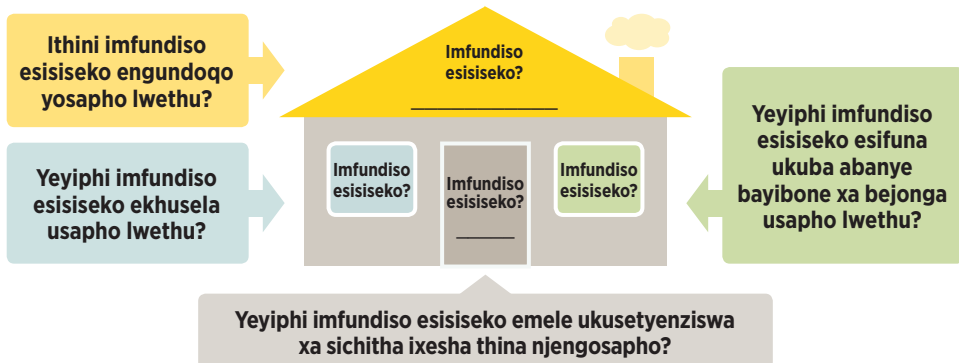 Ithini imfundiso
esisiseko engundoqo
yosapho lwethu?
Imfundiso
esisiseko?
Yeyiphi imfundiso
esisiseko ekhusela
usapho lwethu?
Imfundiso
esisiseko?
Imfundiso
esisiseko?
Imfundiso
esisiseko?
Yeyiphi imfundiso
esisiseko esifuna
ukuba abanye
bayibone xa bejonga
usapho lwethu?
Yeyiphi imfundiso esisiseko emele ukusetyenziswa
xa sichitha ixesha thina njengosapho?